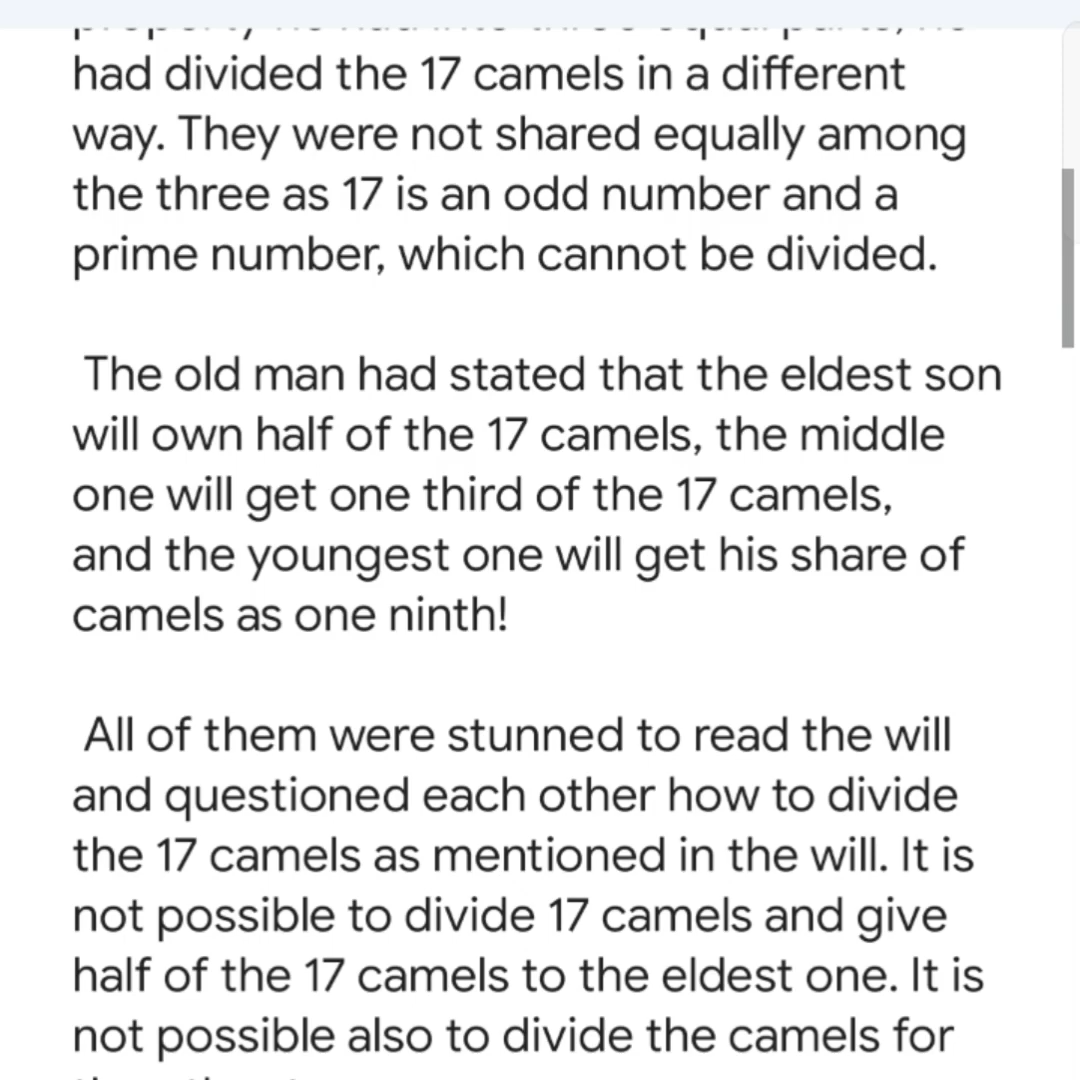 had divided the 17 camels in a different
way. They were not shared equally among
the three as 17 is an odd number and a
prime number, which cannot be divided.
The old man had stated that the eldest son
will own half of the 17 camels, the middle
one will get one third of the 17 camels,
and the youngest one will get his share of
camels as one ninth!
All of them were stunned to read the will
and questioned each other how to divide
the 17 camels as mentioned in the will. It is
not possible to divide 17 camels and give
half of the 17 camels to the eldest one. It is
not possible also to divide the camels for